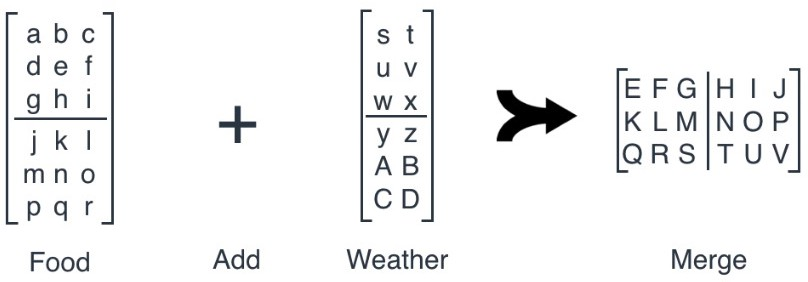 a b c
d e f
g h i
j k l
m n o
p q r
+
s t
u v
w x
y z
A B
C D
E F G H I J
K L M N O P
Q R S T U V
Food Add Weather Merge